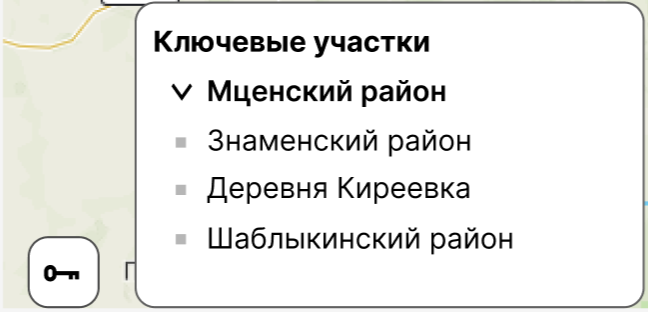 Ключевые участки
Мценский район
Знаменский район
Деревня Киреевка
Шаблыкинский район